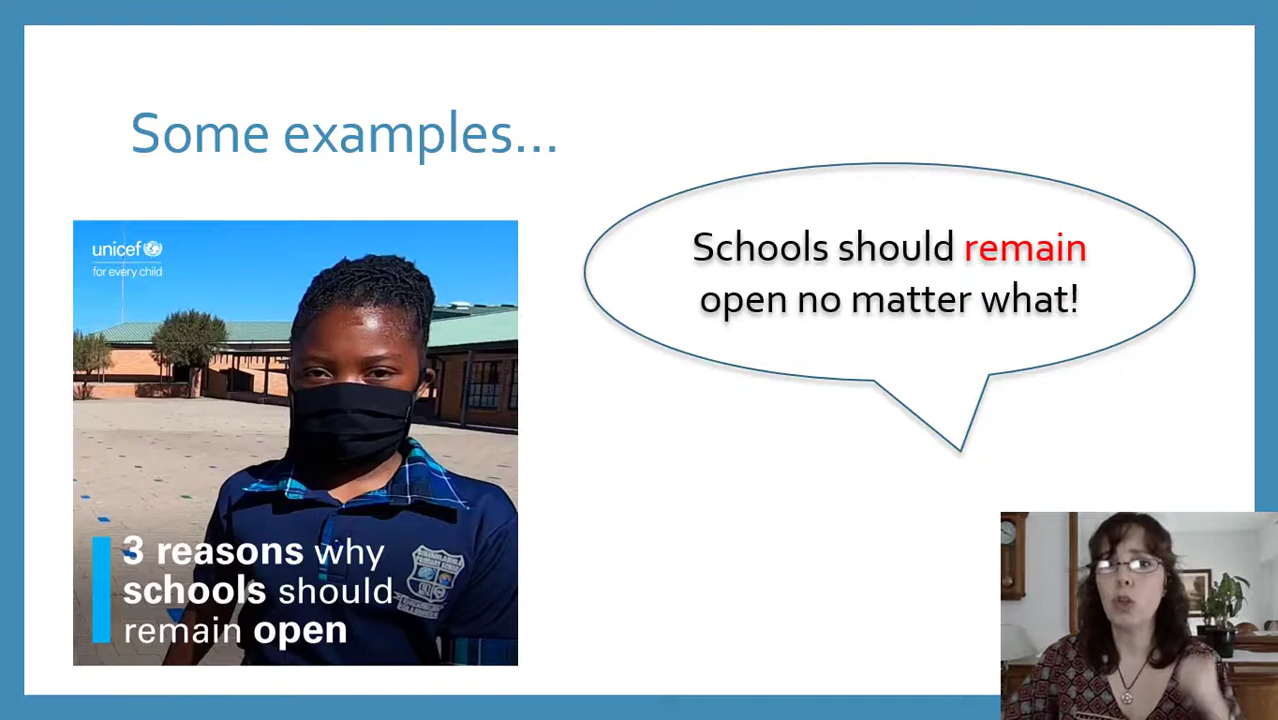 Some examples...
Schools should remain
open no matter what!
unicef
for every child
3 reasons why
schools should
remain open